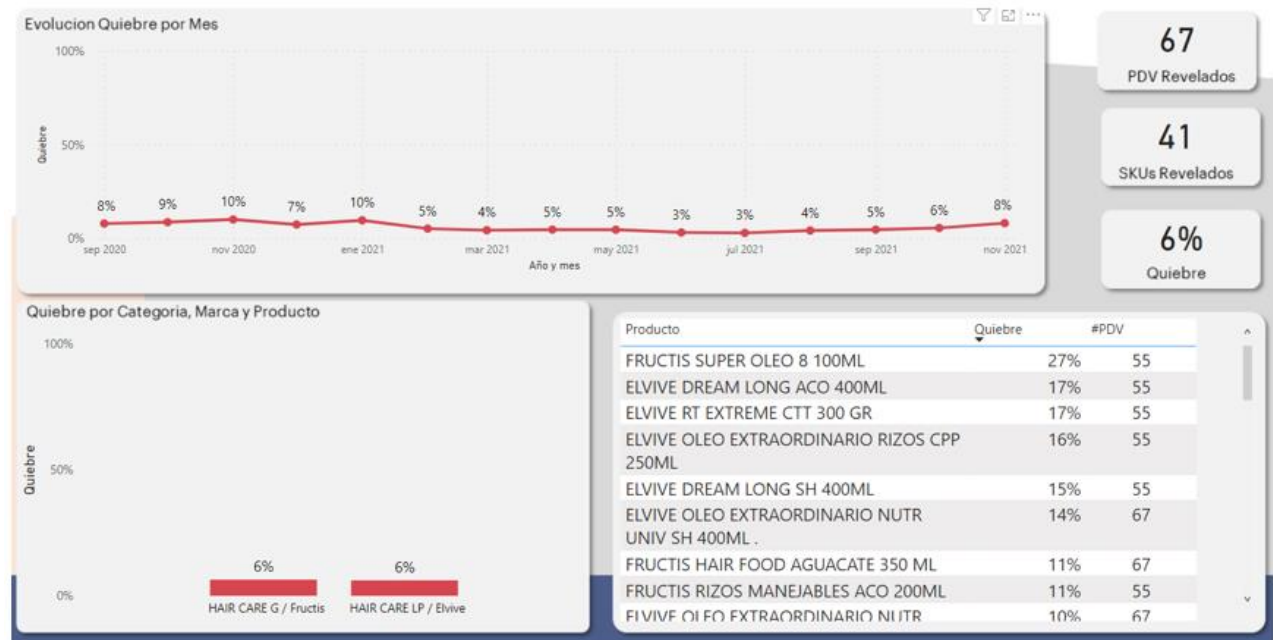 Evolucion Quiebre por Mes
100%
50%
0%
Quiebre
8%
9%
10%
7%
10%
5%
4%
5%
5%
3%
3%
4%
5%
6%
8%
sep 2020
nov 2020
ene 2021
mar 2021
may 2021
jul 2021
sep 2021
nov 2021
Año y mes
67
PDV Revelados
41
SKUs Revelados
6%
Quiebre
Quiebre por Categoria, Marca y Producto
100%
50%
0%
Quiebre
6%
6%
HAIR CARE G / Fructis
HAIR CARE LP / Elvive
Producto Quiebre #PDV
FRUCTIS SUPER OLEO 8 100ML 27% 55
ELVIVE DREAM LONG ACO 400ML 17% 55
ELVIVE RT EXTREME CTT 300 GR 17% 55
ELVIVE OLEO EXTRAORDINARIO RIZOS CPP 16% 55
250ML
ELVIVE DREAM LONG SH 400ML 15% 55
ELVIVE OLEO EXTRAORDINARIO NUTR 14% 67
UNIV SH 400ML .
FRUCTIS HAIR FOOD AGUACATE 350 ML 11% 67
FRUCTIS RIZOS MANEJABLES ACO 200ML 11% 55
ELVIVE OLEO EXTRAORDINARIO NUTR 10% 67